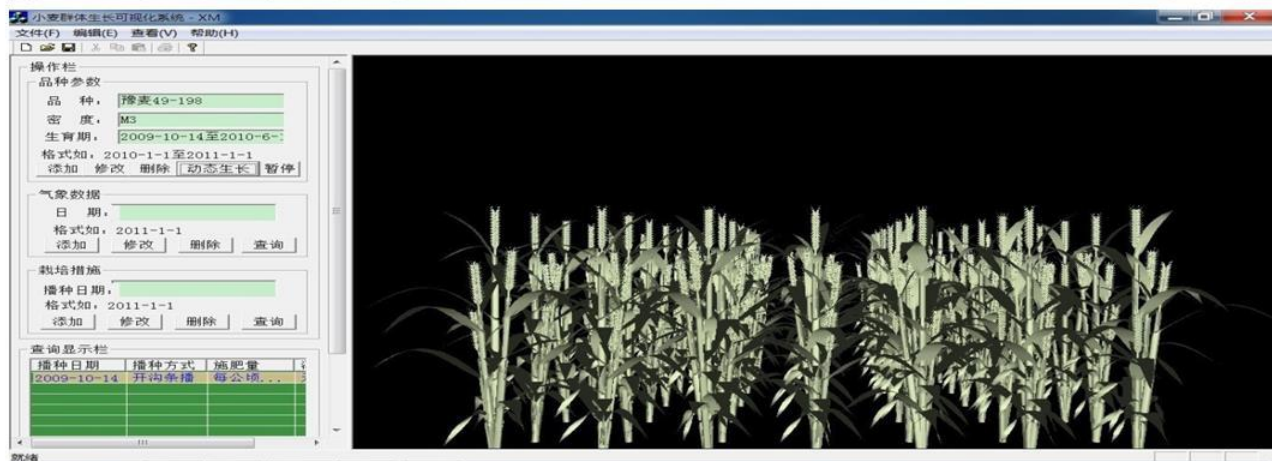 小麦群体生长可视化系统 - XM
文件(F) 编辑(E) 查看(V) 帮助(H)
操作栏
品种参数
品 种: 豫麦49-198
密 度: M3
生育期: 2009-10-14至2010-6-
格式如: 2010-1-1至2011-1-1
添加 修改 删除 动态生长 暂停
气象数据
日 期:
格式如: 2011-1-1
添加 修改 删除 查询
栽培措施
播种日期:
格式如: 2011-1-1
添加 修改 删除 查询
查询显示栏
播种日期 播种方式 施肥量
2009-10-14 开沟条播 每公顷...
就绪